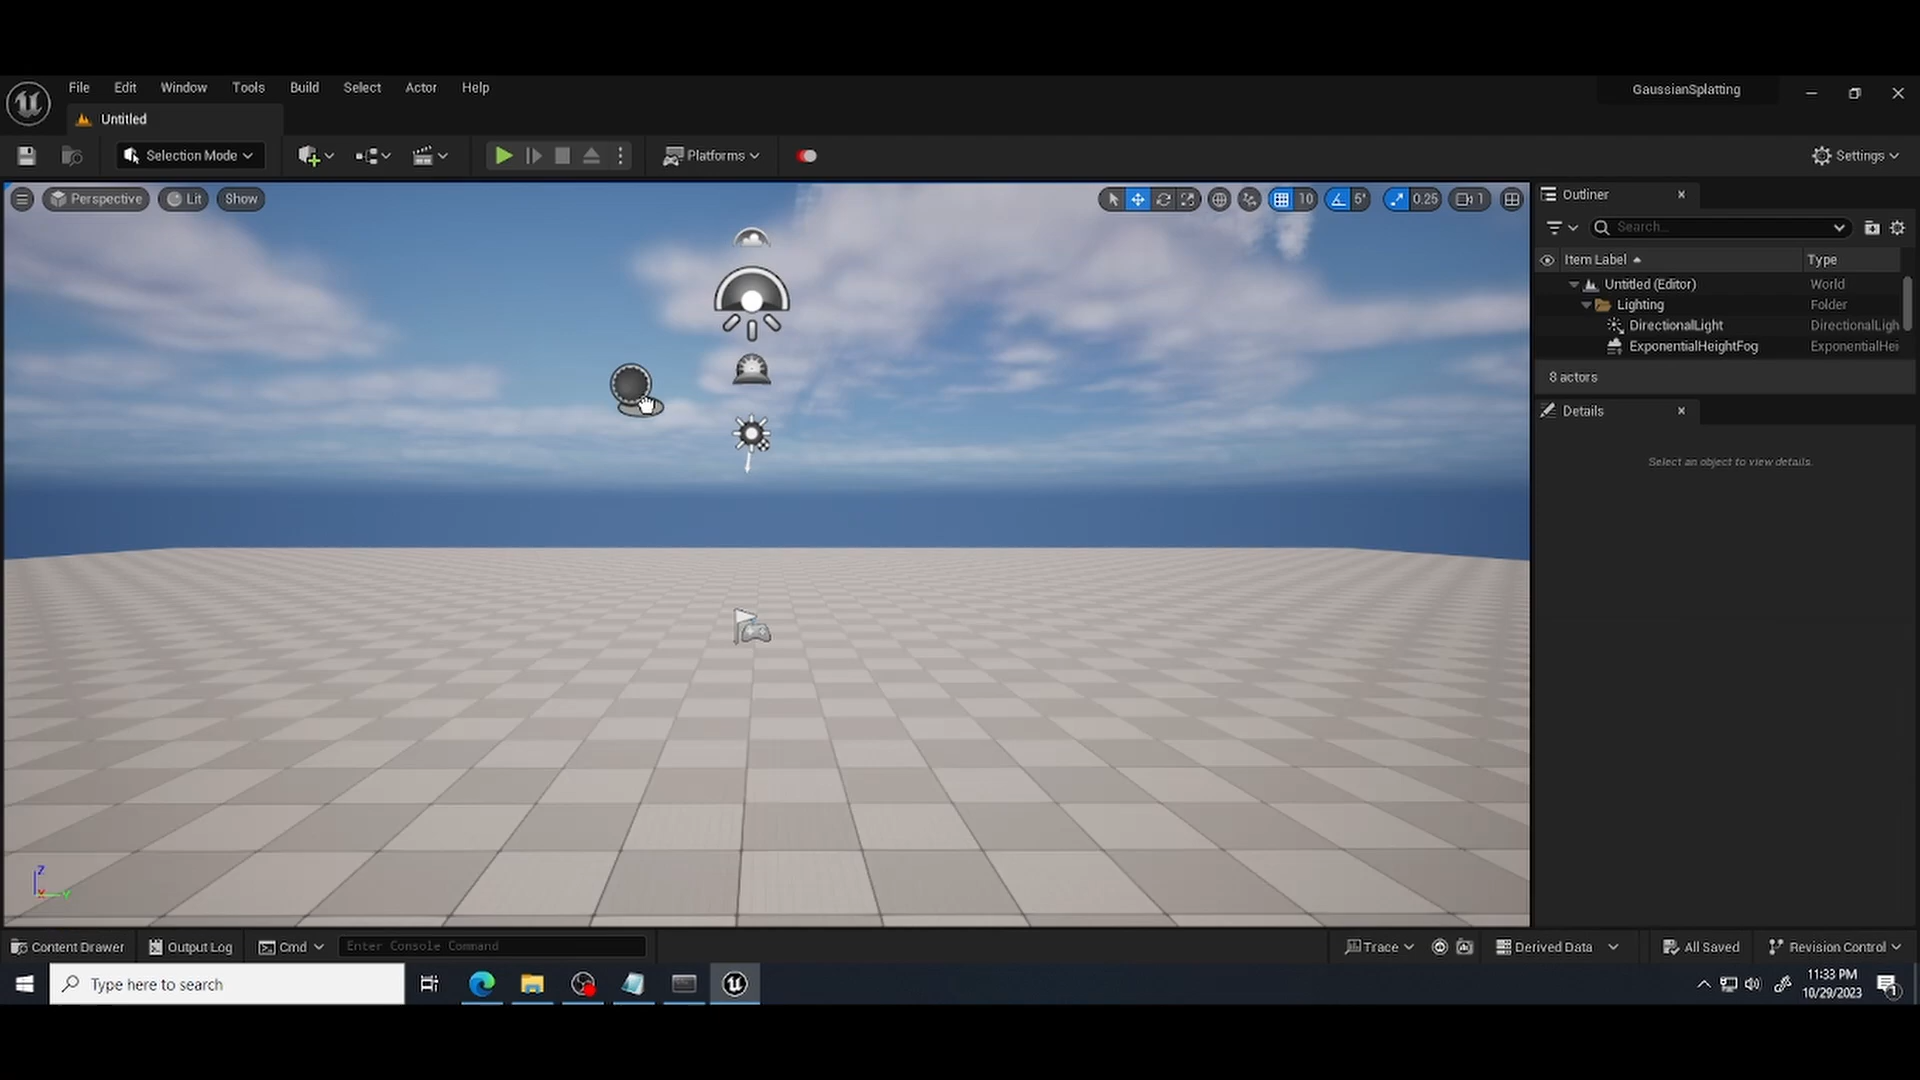 File Edit Window Tools Build Select Actor Help
GaussianSplatting
Untitled
Selection Mode
Platforms
Settings
Perspective Lit Show
10 5° 0.25 1
Outliner
Search...
Item Label Type
Untitled (Editor) World
Lighting Folder
DirectionalLight DirectionalLigh
ExponentialHeightFog ExponentialHei
8 actors
Details
Select an object to view details.
Z
X Y
Content Drawer Output Log Cmd Enter Console Command Trace Derived Data All Saved Revision Control
Type here to search
11:33 PM
10/29/2023
1